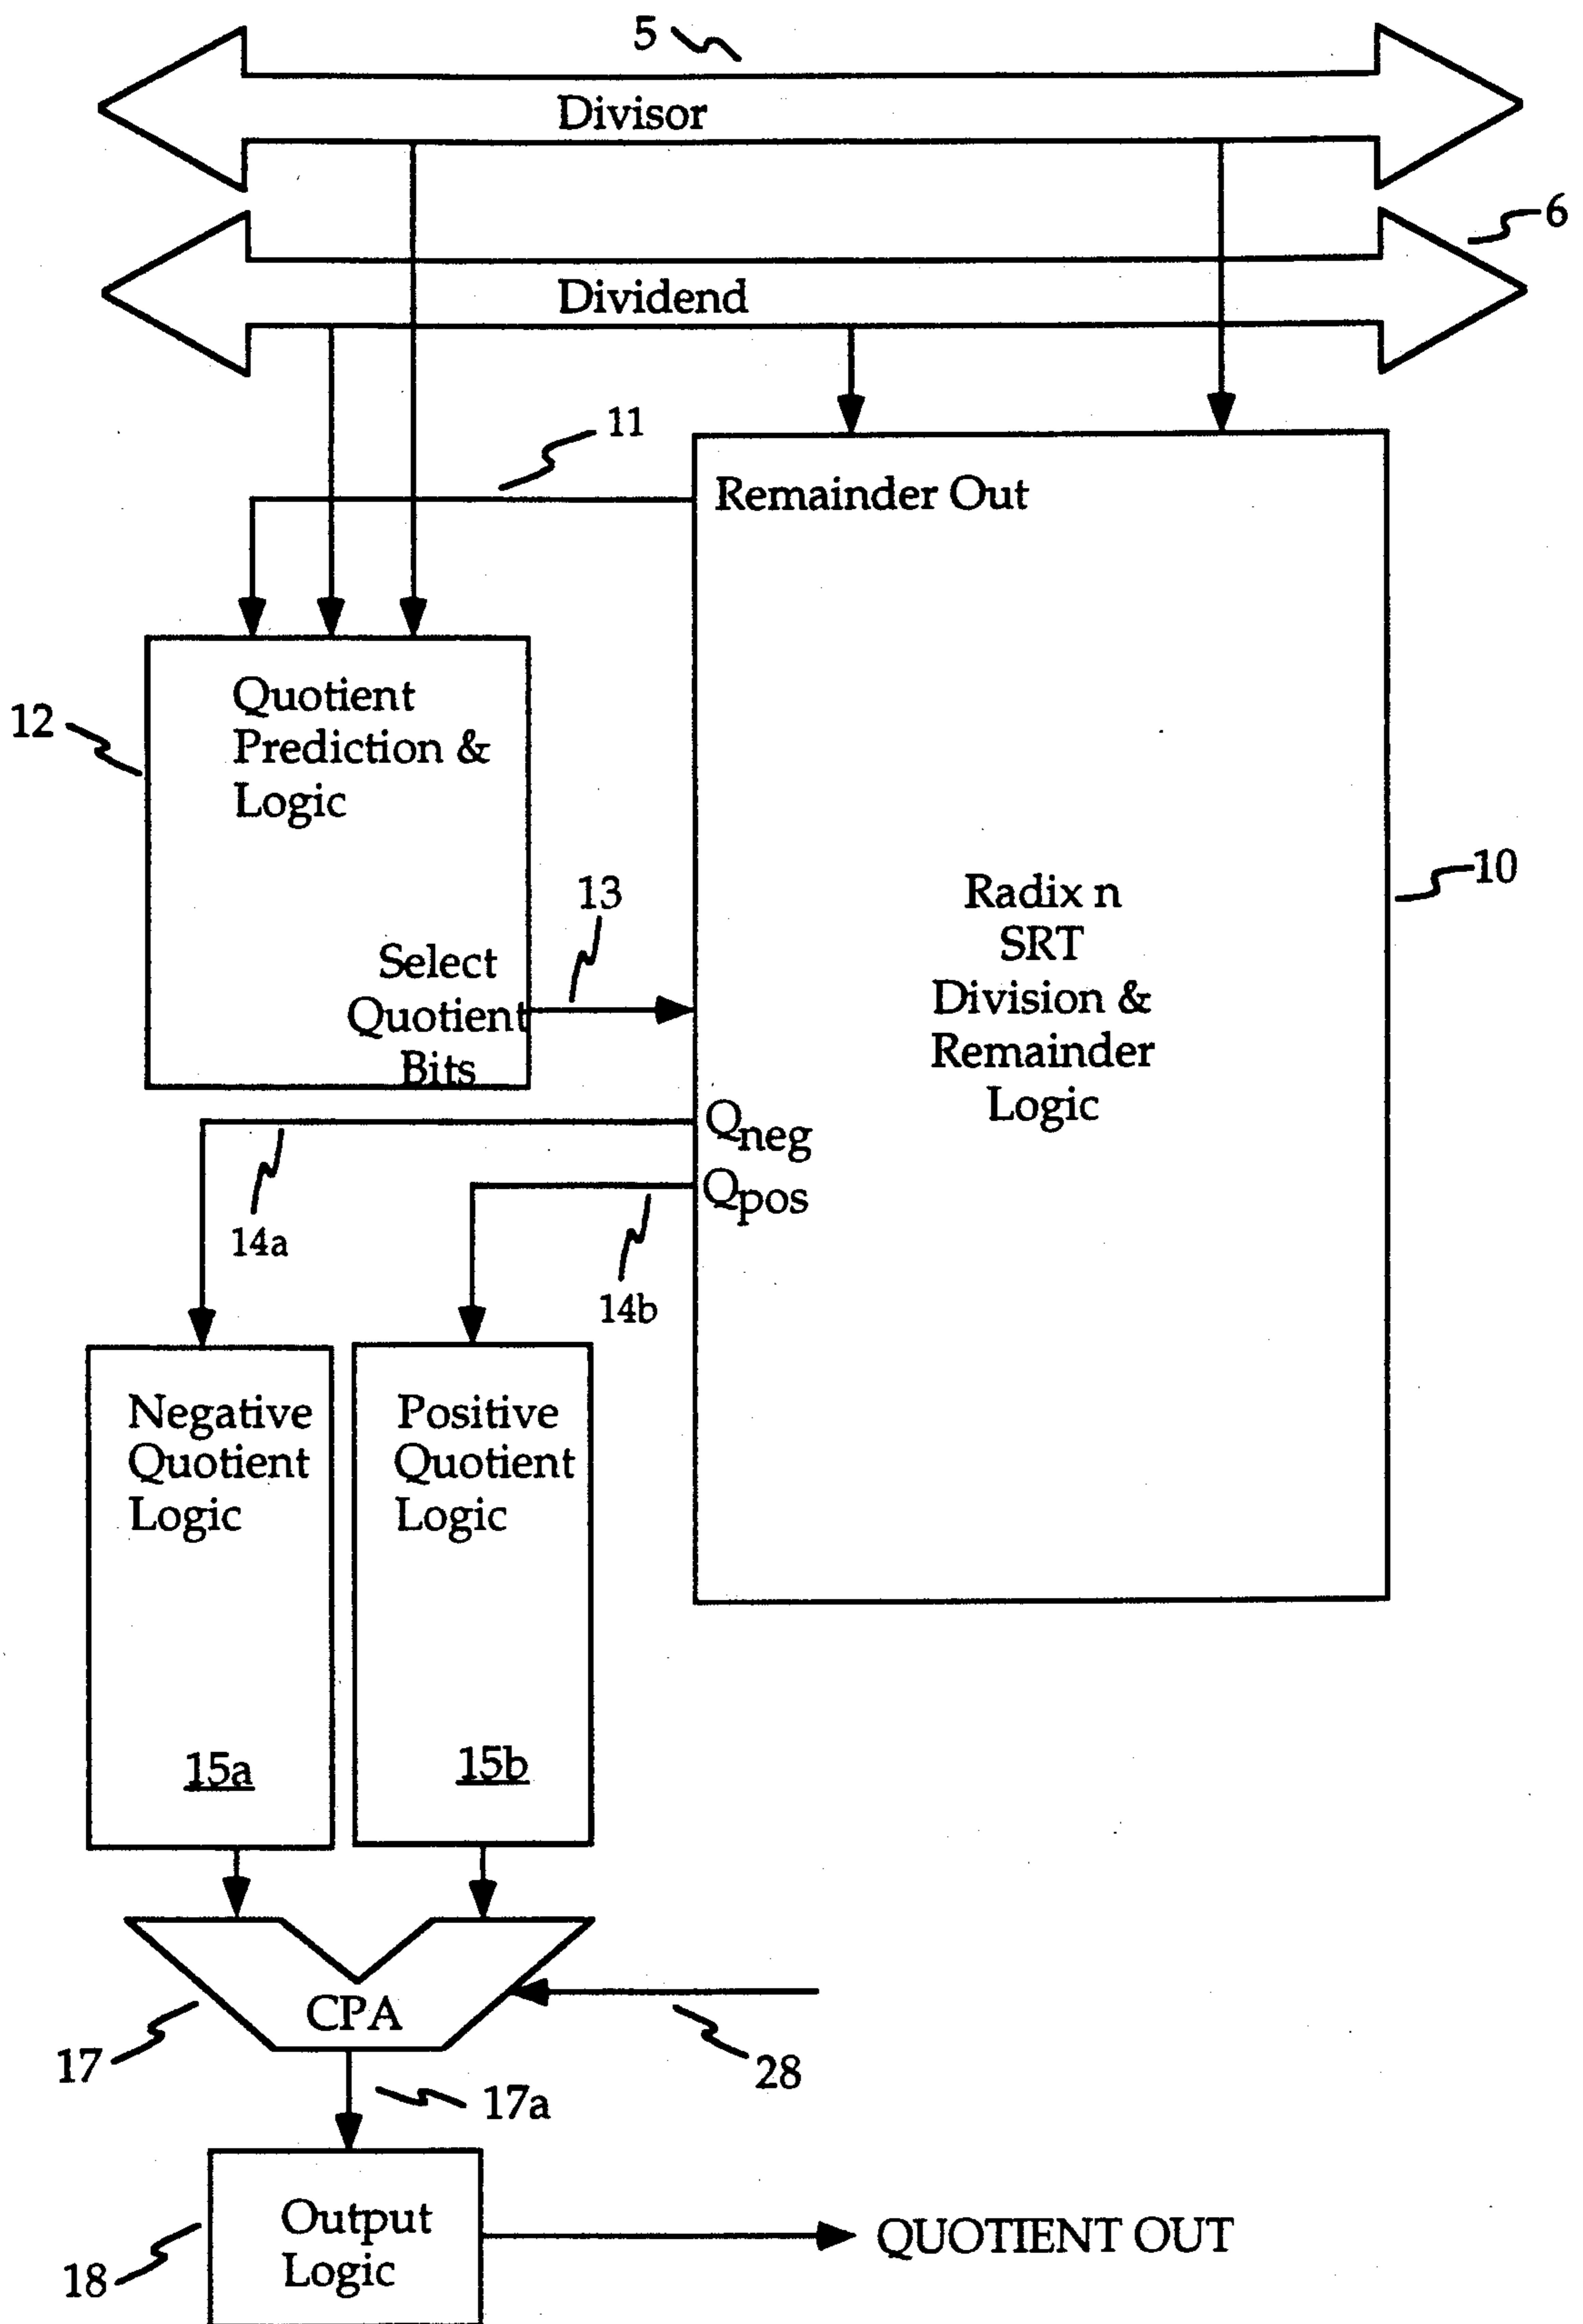 5
Divisor
6
Dividend
11
Remainder Out
12
Quotient
Prediction &
Logic
13
Select
Quotient
Bits
10
Radix n
SRT
Division &
Remainder
Logic
Qneg
Qpos
14a
14b
Negative
Quotient
Logic
15a
Positive
Quotient
Logic
15b
CPA
17
28
17a
Output
Logic
18
QUOTIENT OUT